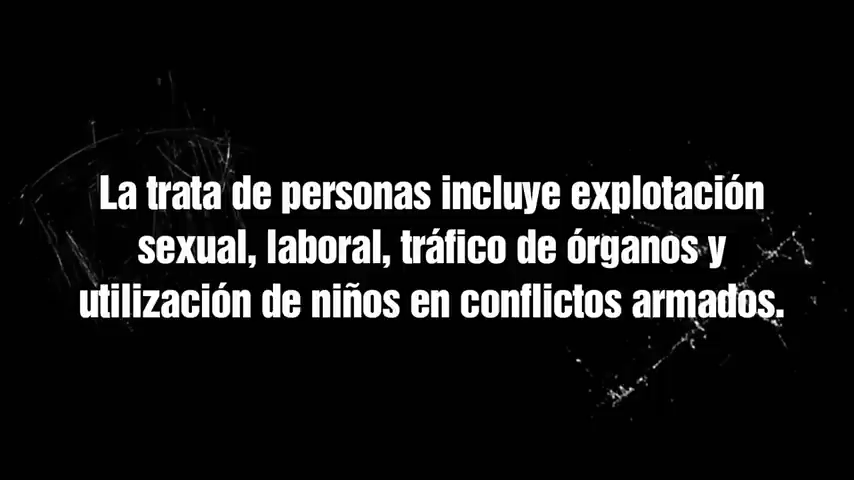 La trata de personas incluye explotación
sexual, laboral, tráfico de órganos y
utilización de niños en conflictos armados.